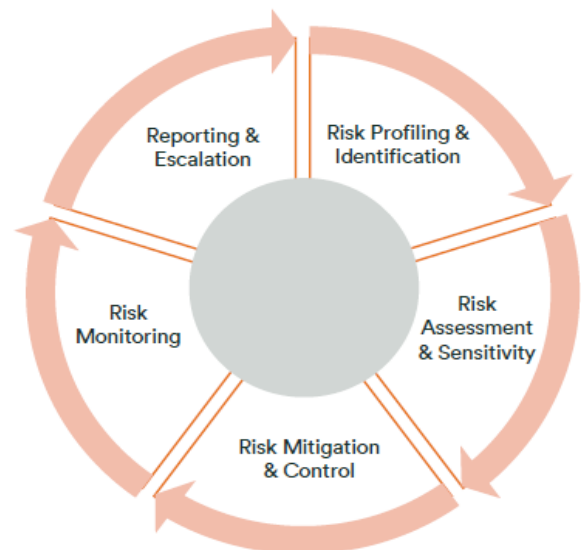 Reporting &
Escalation
Risk Profiling &
Identification
Risk
Assessment
& Sensitivity
Risk Mitigation
& Control
Risk
Monitoring